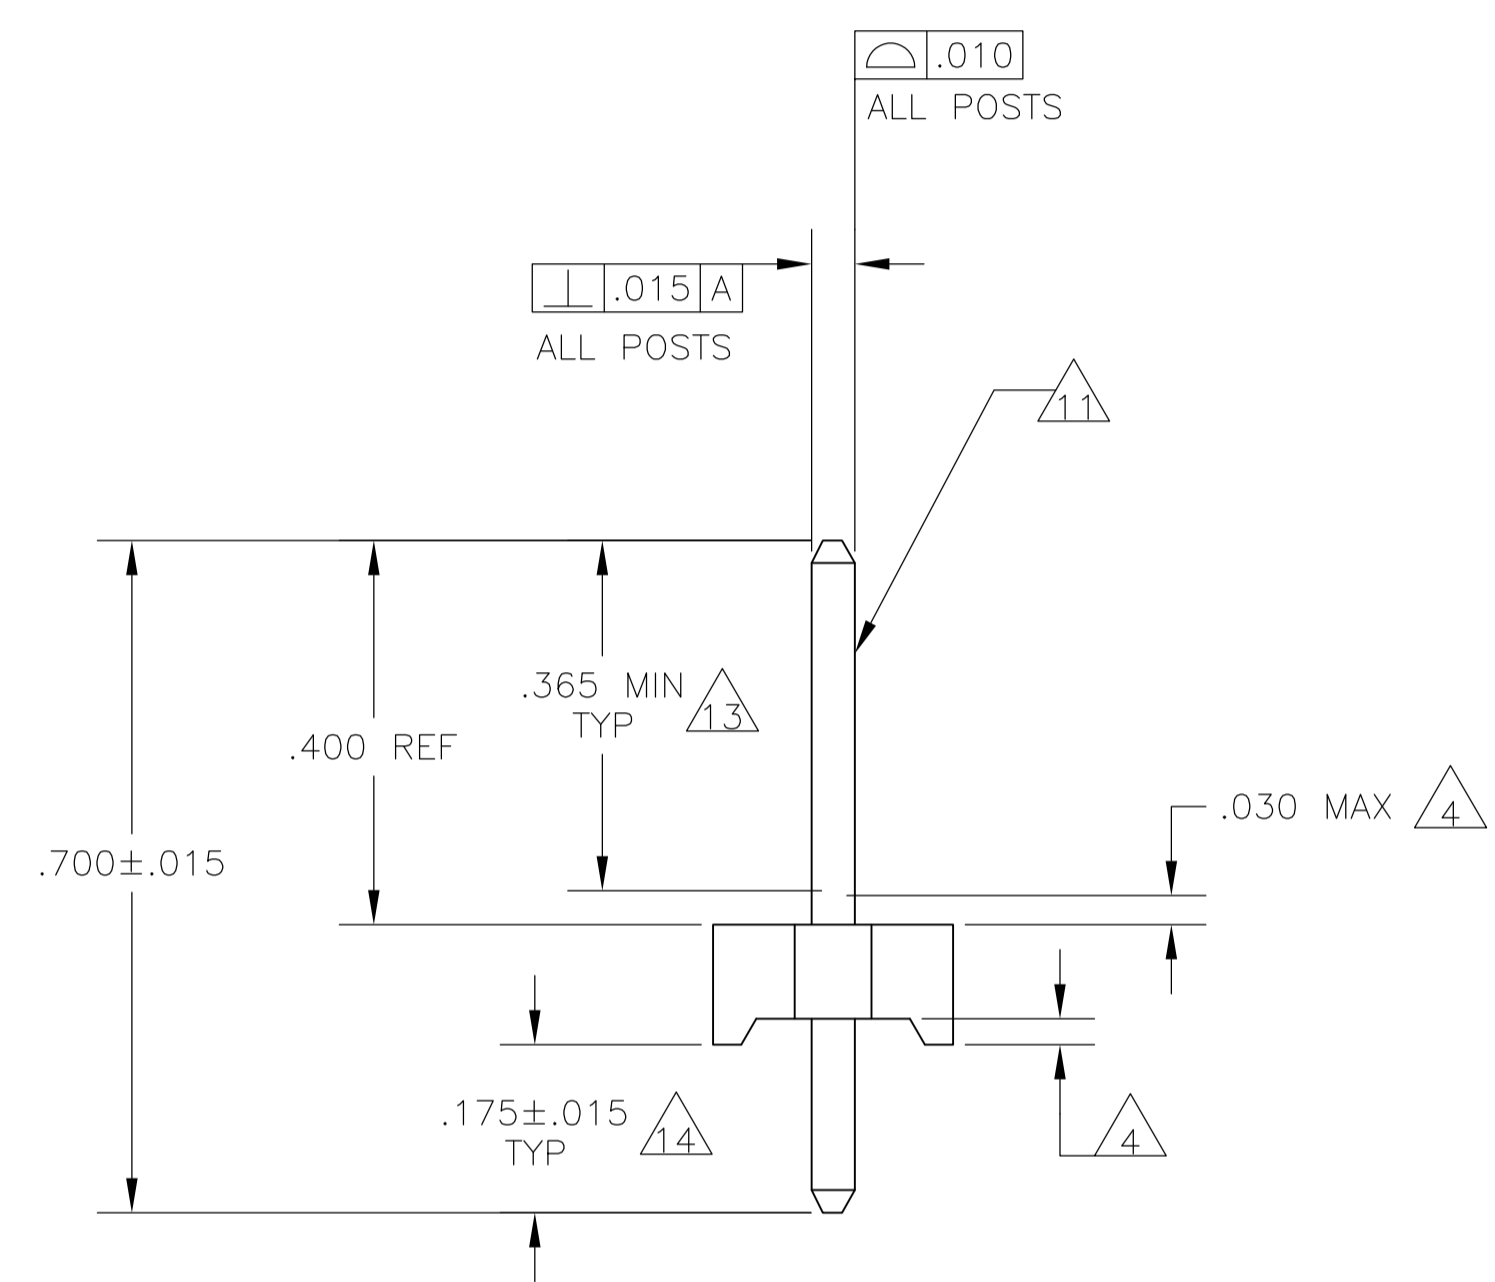 .010
ALL POSTS
.015 A
ALL POSTS
11
.365 MIN
TYP
13
.400 REF
.030 MAX 4
.700±.015
.175±.015
TYP
14
4